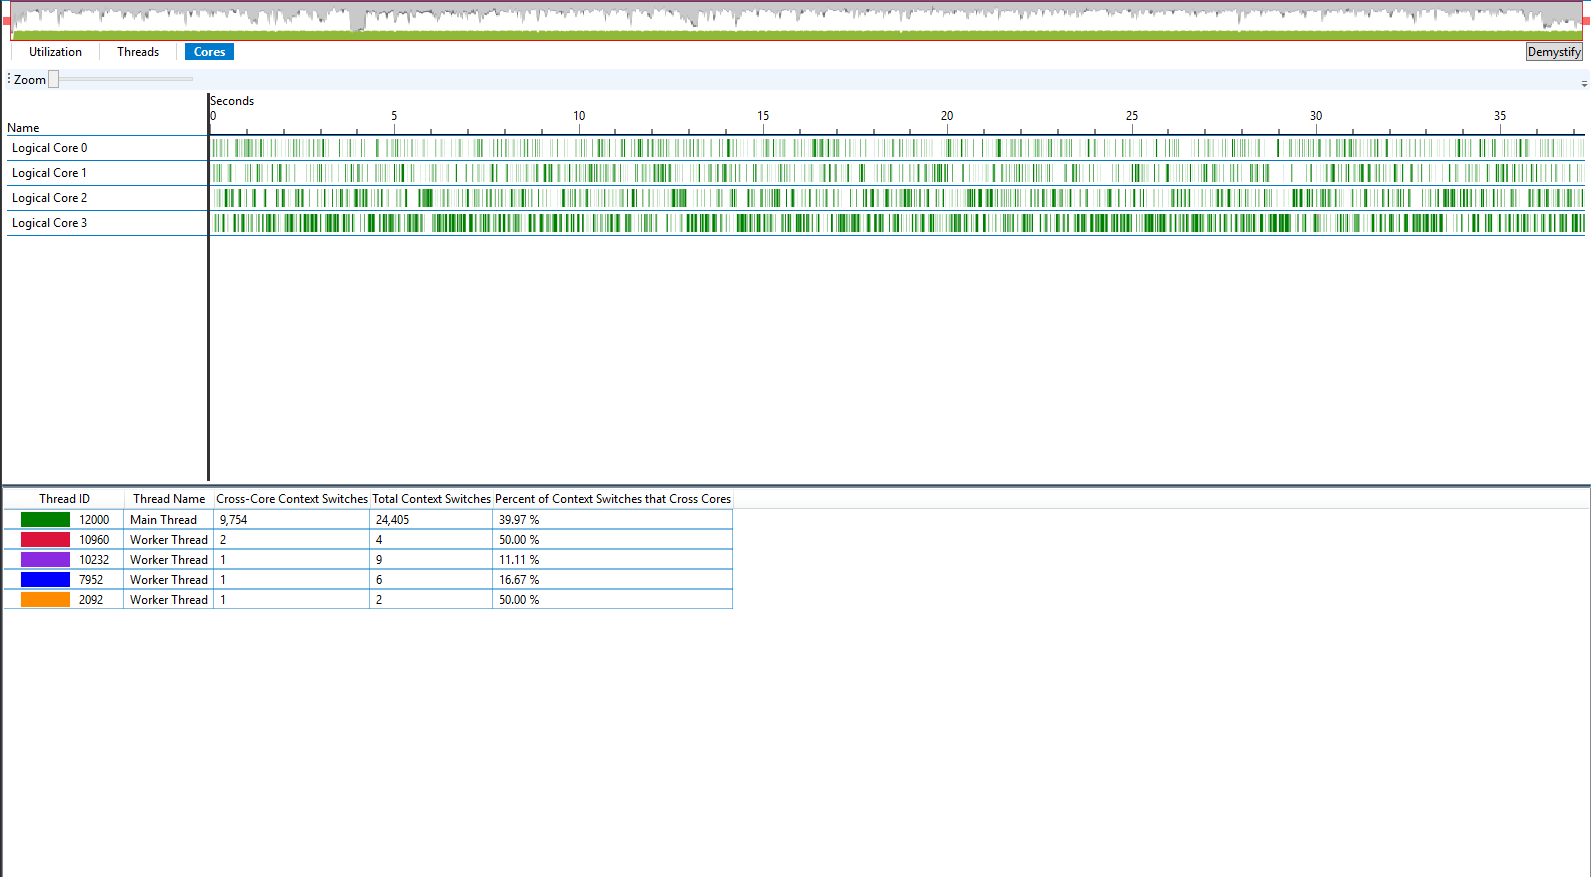 Utilization Threads Cores Demystify
Zoom
Seconds
0 5 10 15 20 25 30 35
Name
Logical Core 0
Logical Core 1
Logical Core 2
Logical Core 3
Thread ID Thread Name Cross-Core Context Switches Total Context Switches Percent of Context Switches that Cross Cores
12000 Main Thread 9,754 24,405 39.97 %
10960 Worker Thread 2 4 50.00 %
10232 Worker Thread 1 9 11.11 %
7952 Worker Thread 1 6 16.67 %
2092 Worker Thread 1 2 50.00 %